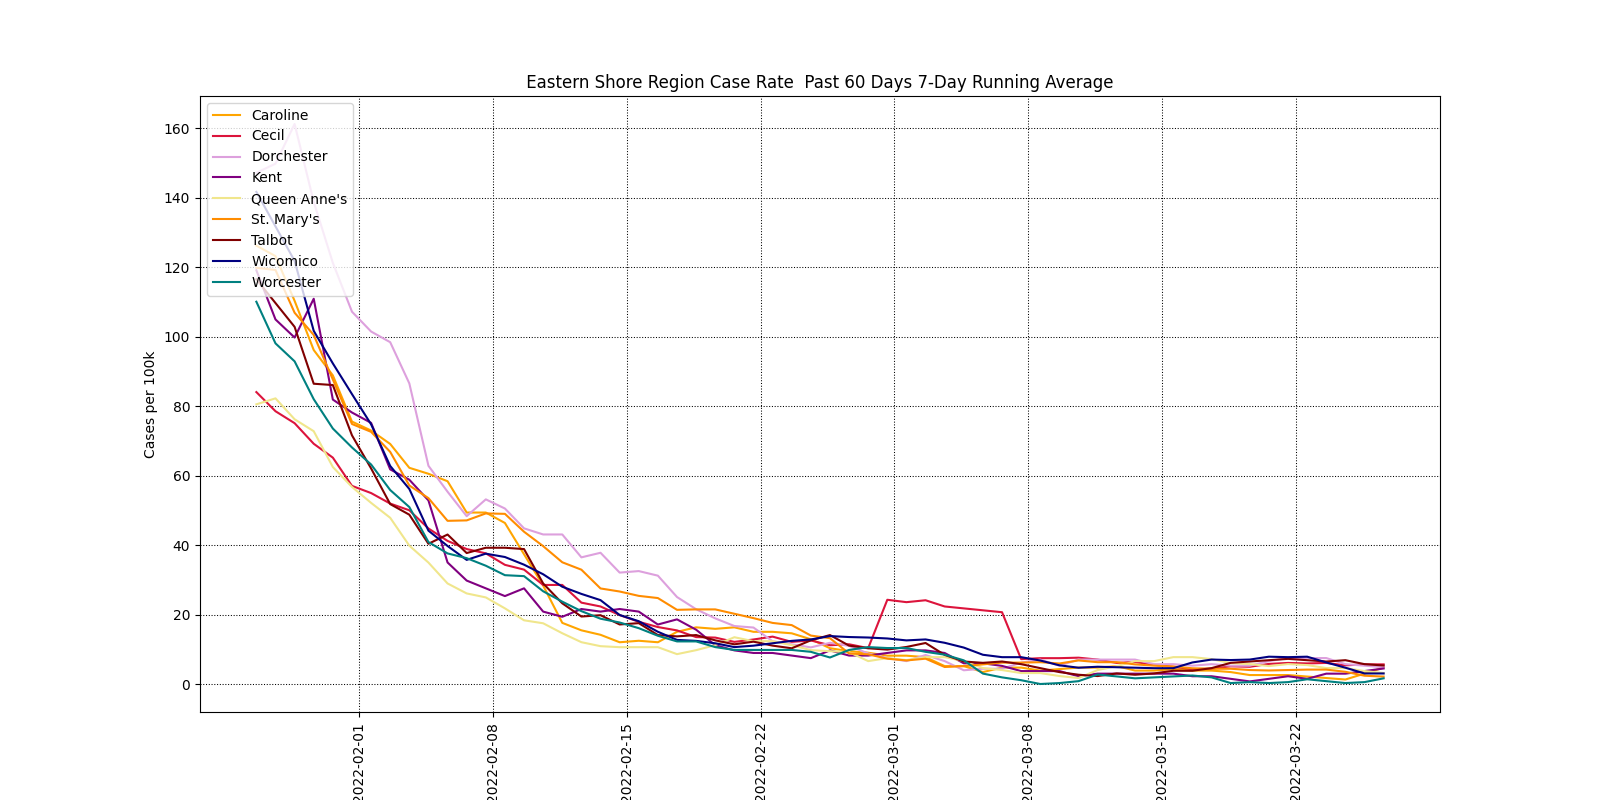 Eastern Shore Region Case Rate  Past 60 Days 7-Day Running Average
Caroline
Cecil
Dorchester
Kent
Queen Anne's
St. Mary's
Talbot
Wicomico
Worcester
160
140
120
100
80
60
40
20
0
Cases per 100k
2022-02-01
2022-02-08
2022-02-15
2022-02-22
2022-03-01
2022-03-08
2022-03-15
2022-03-22